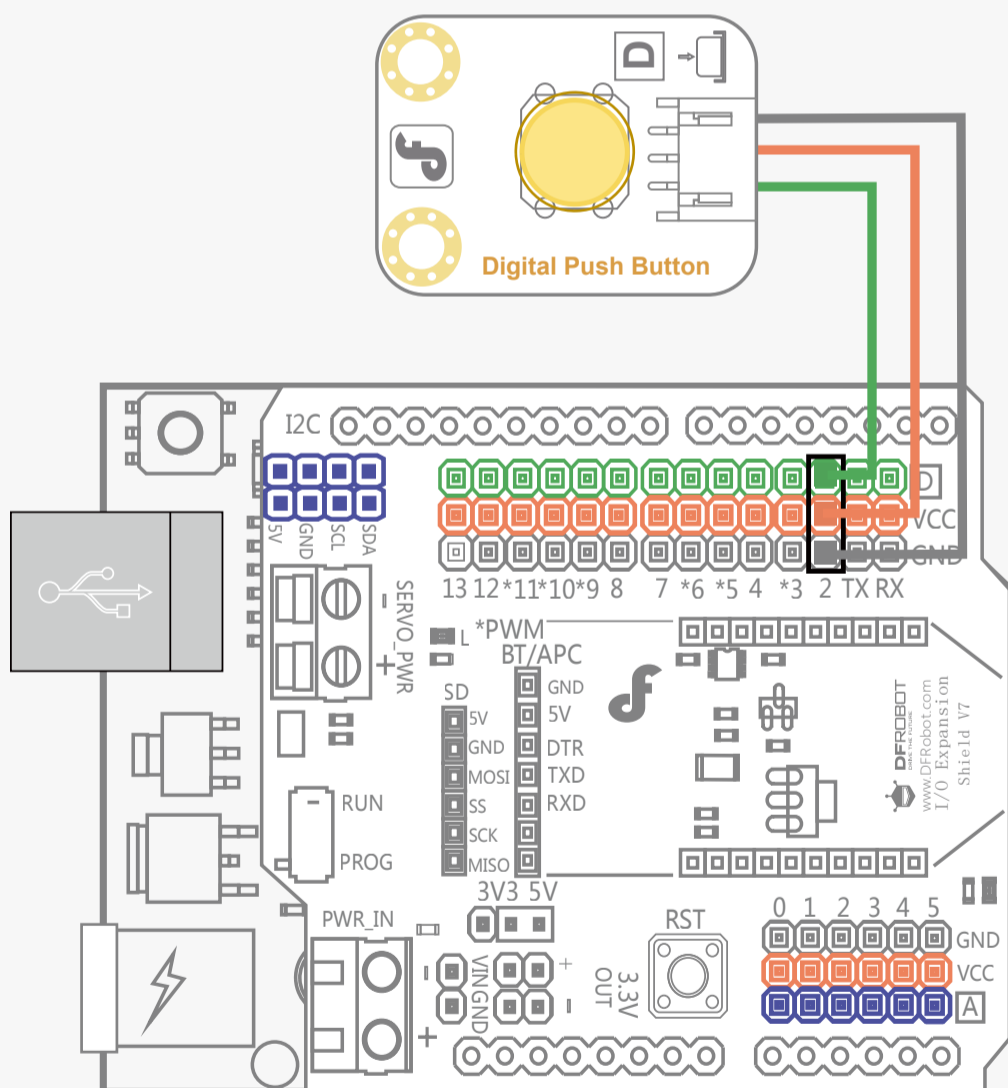 D
Digital Push Button
I2C
D
VCC
GND
5V
GND
SCL
SDA
13 12 *11 *10 *9 8 7 *6 *5 4 *3 2 TX RX
*PWM
SERVO_PWR
-
+
L
BT/APC
GND
5V
DTR
TXD
RXD
SD
5V
GND
MOSI
SS
SCK
MISO
DFROBOT
DRIVE THE FUTURE
www.DFRobot.com
I/O Expansion
Shield V7
RUN
PROG
3V3 5V
PWR_IN
-
+
VIN
GND
+
-
3.3V
OUT
RST
0 1 2 3 4 5
GND
VCC
A